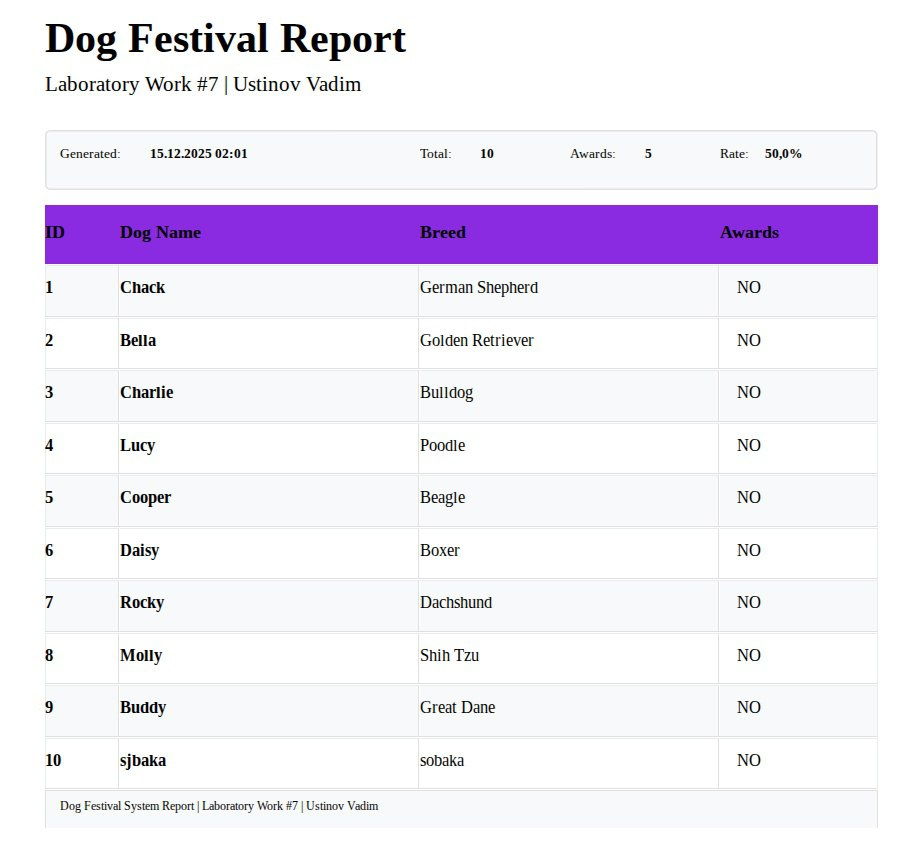 Dog Festival Report
Laboratory Work #7 | Ustinov Vadim
Generated: 15.12.2025 02:01 Total: 10 Awards: 5 Rate: 50,0%
ID Dog Name Breed Awards
1 Chack German Shepherd NO
2 Bella Golden Retriever NO
3 Charlie Bulldog NO
4 Lucy Poodle NO
5 Cooper Beagle NO
6 Daisy Boxer NO
7 Rocky Dachshund NO
8 Molly Shih Tzu NO
9 Buddy Great Dane NO
10 sjbaka sobaka NO
Dog Festival System Report | Laboratory Work #7 | Ustinov Vadim